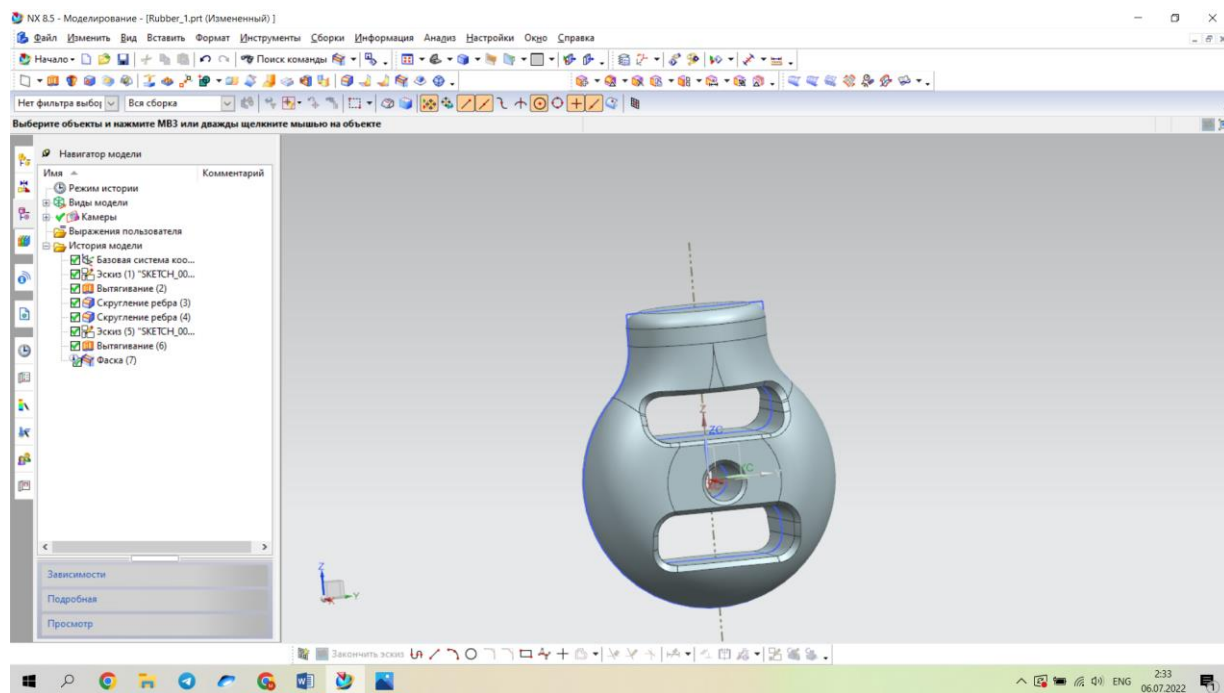 NX 8.5 - Моделирование - [Rubber_1.prt (Измененный) ]
Файл Изменить Вид Вставить Формат Инструменты Сборки Информация Анализ Настройки Окно Справка
Начало Поиск команды
Нет фильтра выбор Вся сборка
Выберите объекты и нажмите МВ3 или дважды щелкните мышью на объекте
Навигатор модели
Имя Комментарий
Режим истории
Виды модели
Камеры
Выражения пользователя
История модели
Базовая система коо...
Эскиз (1) "SKETCH_00...
Вытягивание (2)
Скругление ребра (3)
Скругление ребра (4)
Эскиз (5) "SKETCH_00...
Вытягивание (6)
Фаска (7)
Z
ZC
YC
Зависимости
Подробная
Просмотр
Z
X Y
Закончить эскиз
ENG 2:33
06.07.2022